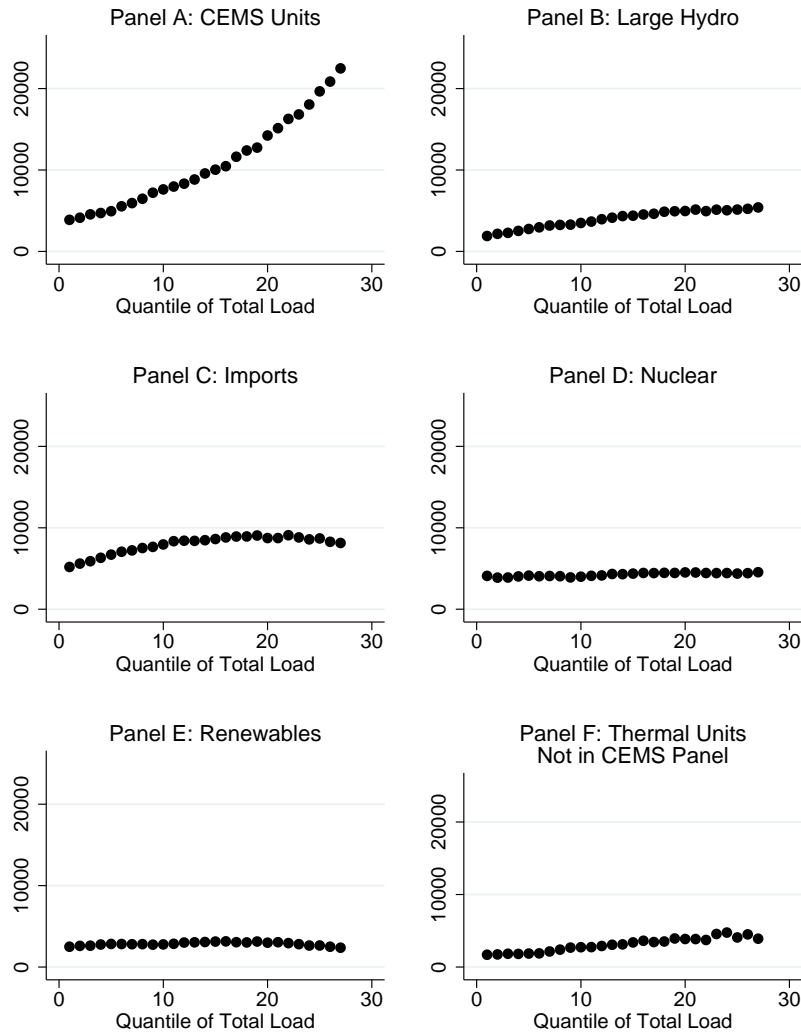 Panel A: CEMS Units
20000
10000
0
0 10 20 30
Quantile of Total Load
Panel B: Large Hydro
20000
10000
0
0 10 20 30
Quantile of Total Load
Panel C: Imports
20000
10000
0
0 10 20 30
Quantile of Total Load
Panel D: Nuclear
20000
10000
0
0 10 20 30
Quantile of Total Load
Panel E: Renewables
20000
10000
0
0 10 20 30
Quantile of Total Load
Panel F: Thermal Units
Not in CEMS Panel
20000
10000
0
0 10 20 30
Quantile of Total Load